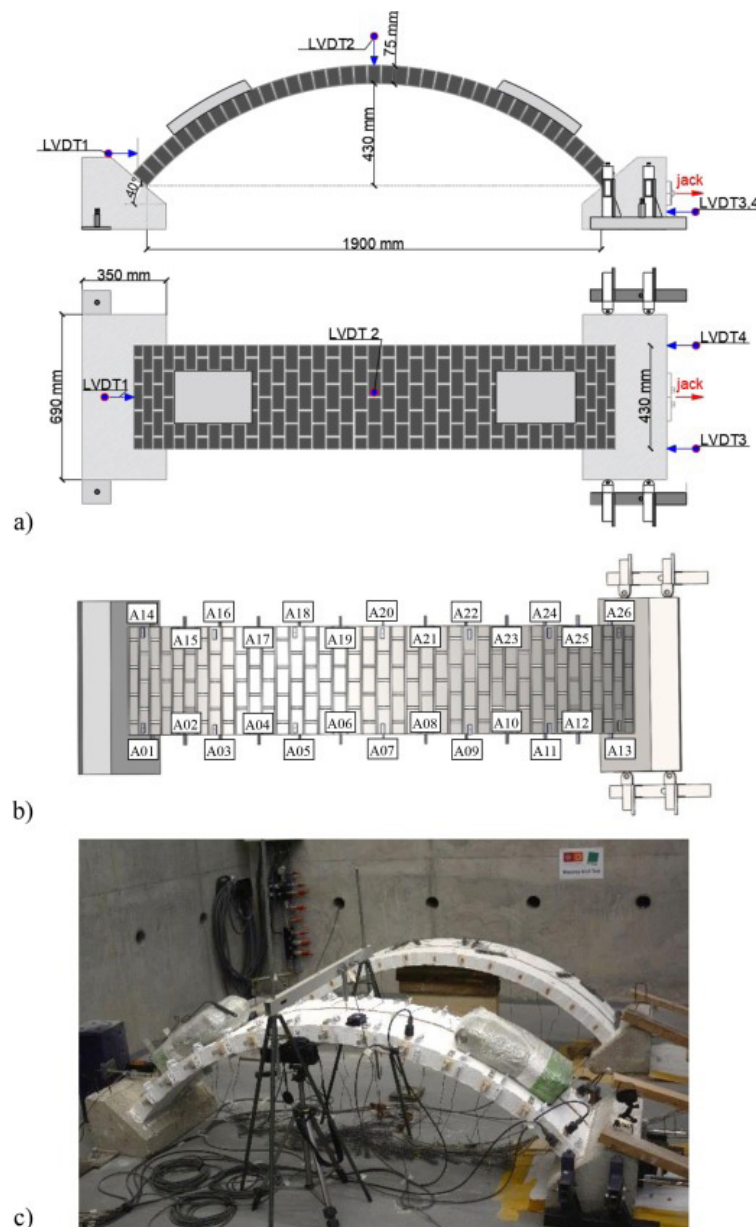 LVDT2
75 mm
LVDT1
430 mm
40°
jack
LVDT3,4
1900 mm
350 mm
LVDT 2
LVDT4
LVDT1
jack
690 mm
430 mm
LVDT3
a)
A14 A16 A18 A20 A22 A24 A26
A15 A17 A19 A21 A23 A25
A02 A04 A06 A08 A10 A12
A01 A03 A05 A07 A09 A11 A13
b)
c)